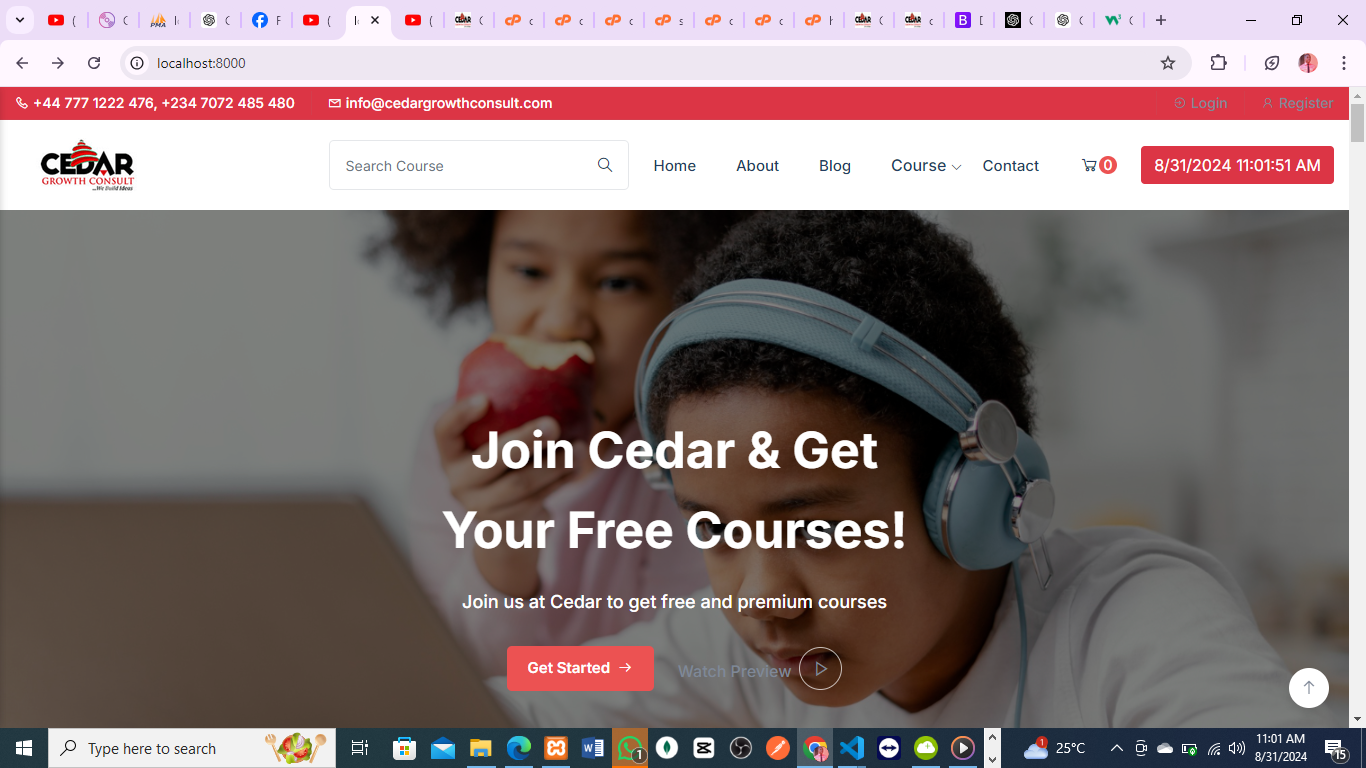 localhost:8000
+44 777 1222 476, +234 7072 485 480
info@cedargrowthconsult.com
Login
Register
CEDAR
GROWTH CONSULT
...We Build Ideas
Search Course
Home
About
Blog
Course
Contact
0
8/31/2024 11:01:51 AM
Join Cedar & Get
Your Free Courses!
Join us at Cedar to get free and premium courses
Get Started
Watch Preview
Type here to search
1
1
25°C
11:01 AM
8/31/2024
15